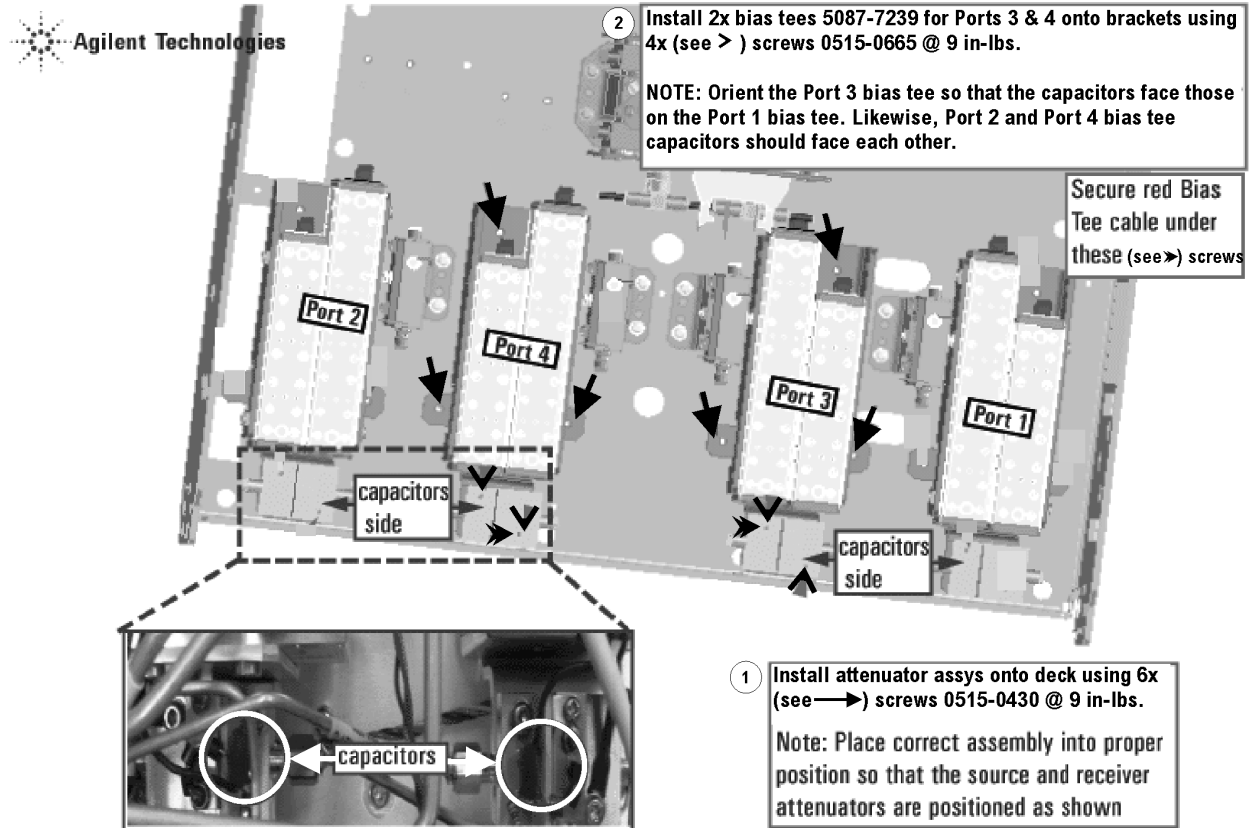 Agilent Technologies
2
Install 2x bias tees 5087-7239 for Ports 3 & 4 onto brackets using
4x (see > ) screws 0515-0665 @ 9 in-lbs.
NOTE: Orient the Port 3 bias tee so that the capacitors face those
on the Port 1 bias tee. Likewise, Port 2 and Port 4 bias tee
capacitors should face each other.
Secure red Bias
Tee cable under
these (see ➤) screws
Port 2
Port 4
Port 3
Port 1
capacitors
side
capacitors
side
capacitors
1
Install attenuator assys onto deck using 6x
(see ⟶) screws 0515-0430 @ 9 in-lbs.
Note: Place correct assembly into proper
position so that the source and receiver
attenuators are positioned as shown